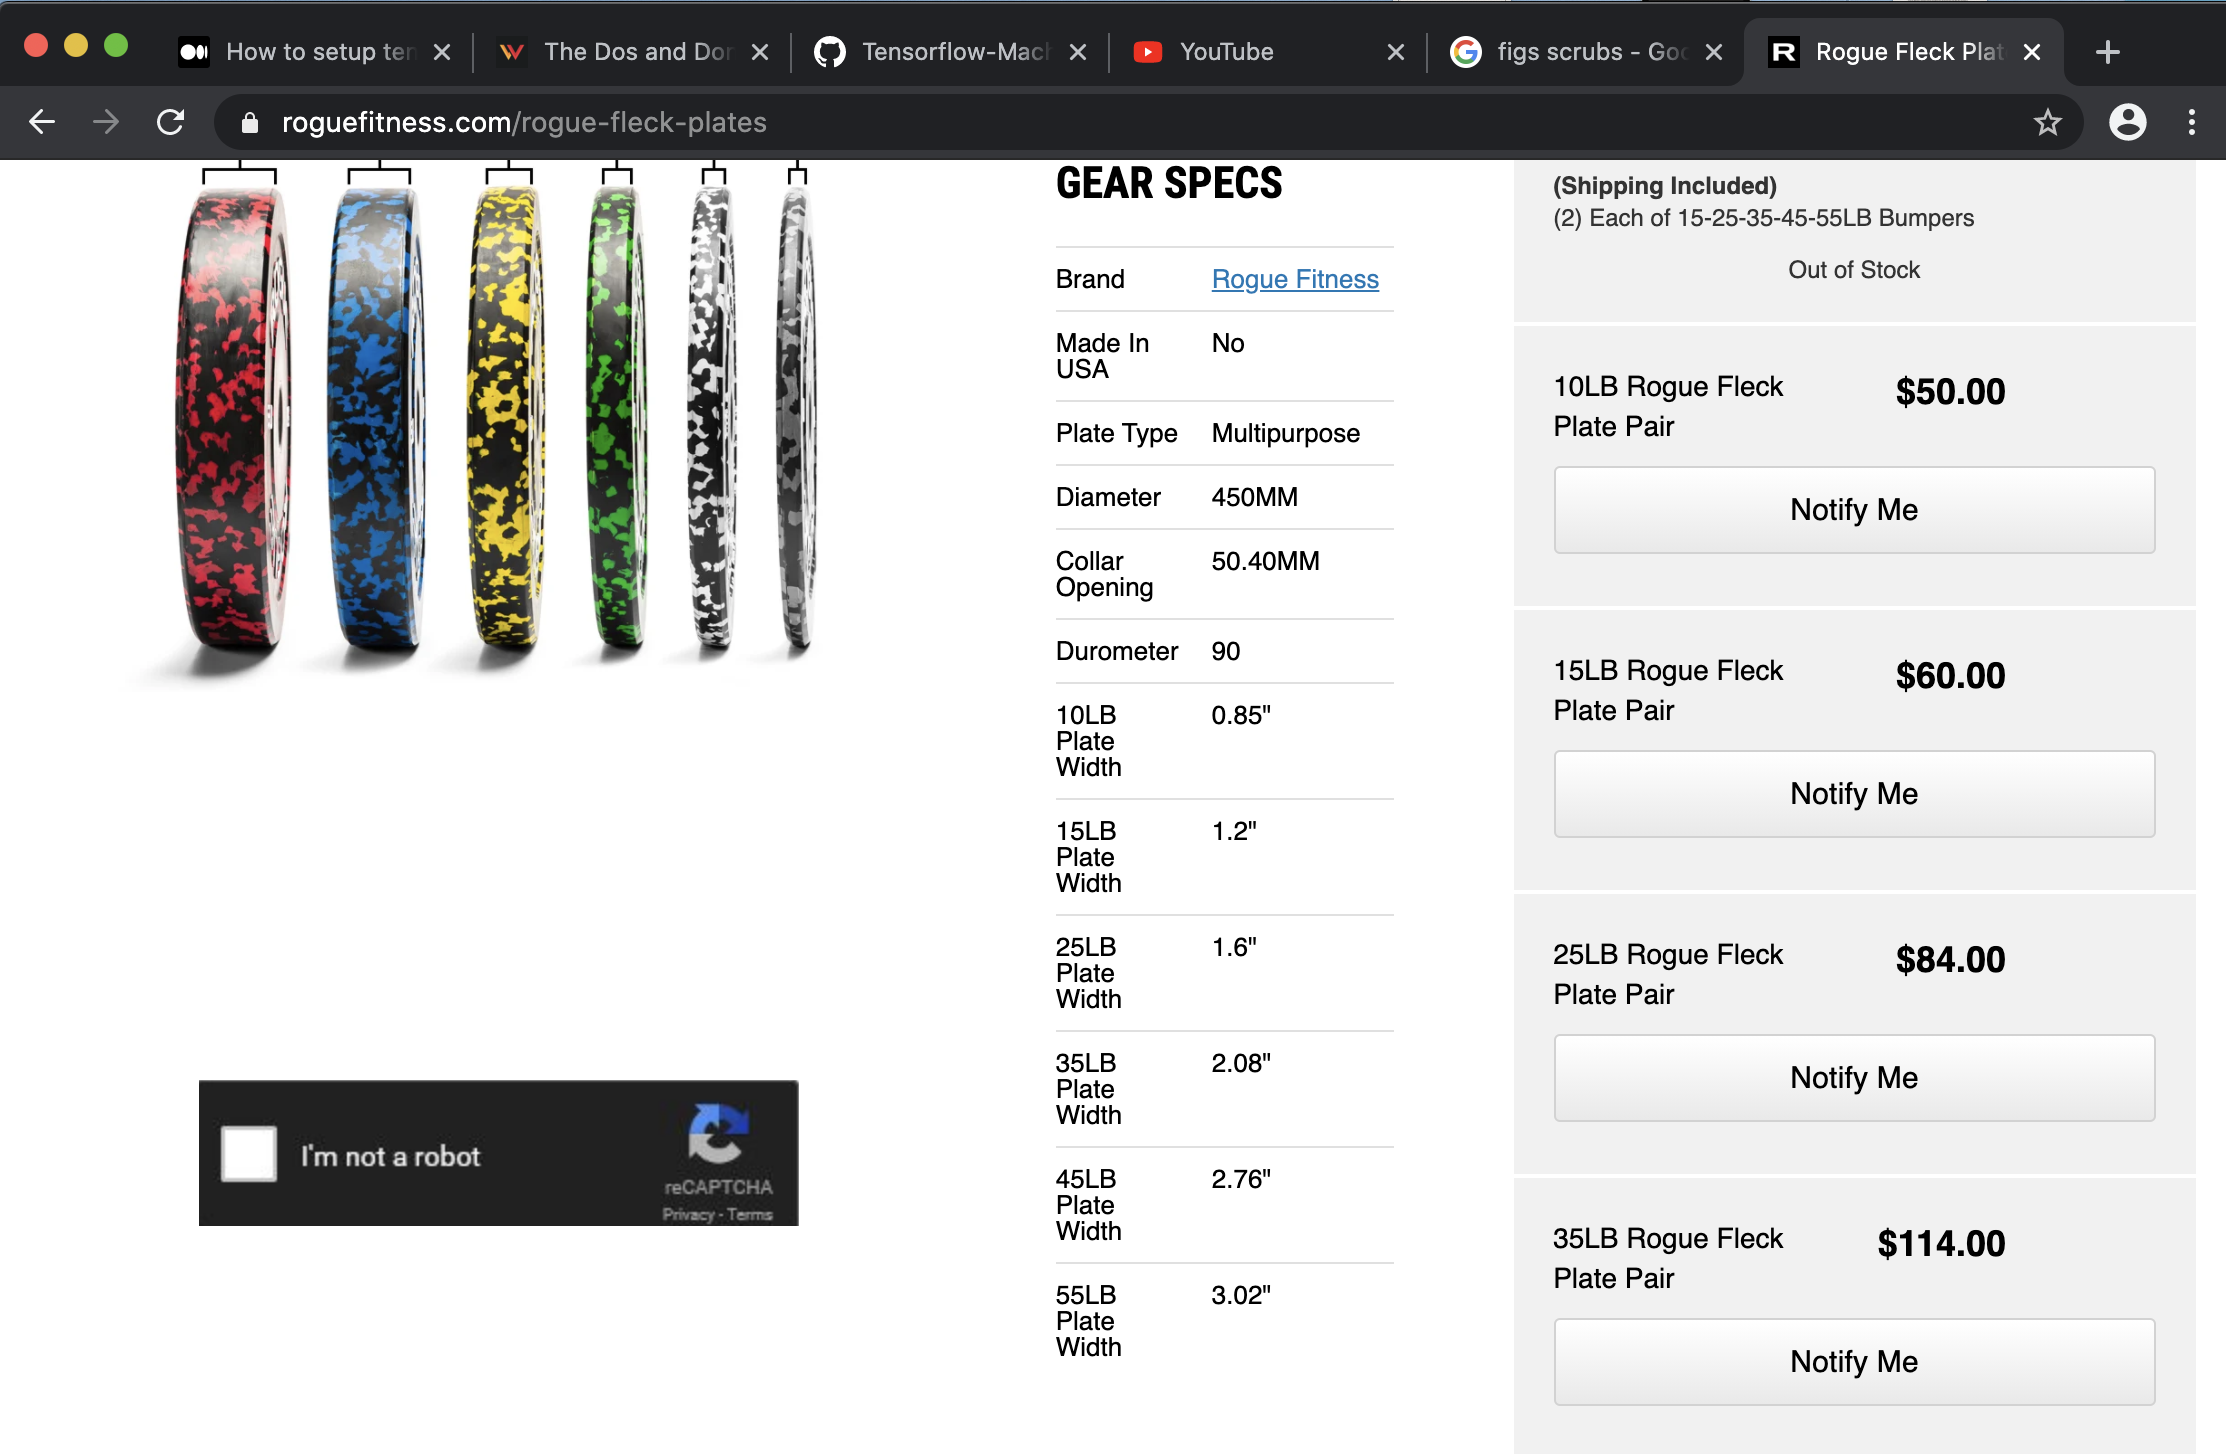 How to setup ten
The Dos and Don
Tensorflow-Mach
YouTube
figs scrubs - Goo
Rogue Fleck Plat
roguefitness.com/rogue-fleck-plates
GEAR SPECS
Brand Rogue Fitness
Made In USA No
Plate Type Multipurpose
Diameter 450MM
Collar Opening 50.40MM
Durometer 90
10LB Plate Width 0.85"
15LB Plate Width 1.2"
25LB Plate Width 1.6"
35LB Plate Width 2.08"
45LB Plate Width 2.76"
55LB Plate Width 3.02"
(Shipping Included)
(2) Each of 15-25-35-45-55LB Bumpers
Out of Stock
10LB Rogue Fleck Plate Pair $50.00
Notify Me
15LB Rogue Fleck Plate Pair $60.00
Notify Me
25LB Rogue Fleck Plate Pair $84.00
Notify Me
35LB Rogue Fleck Plate Pair $114.00
Notify Me
I'm not a robot
reCAPTCHA
Privacy - Terms